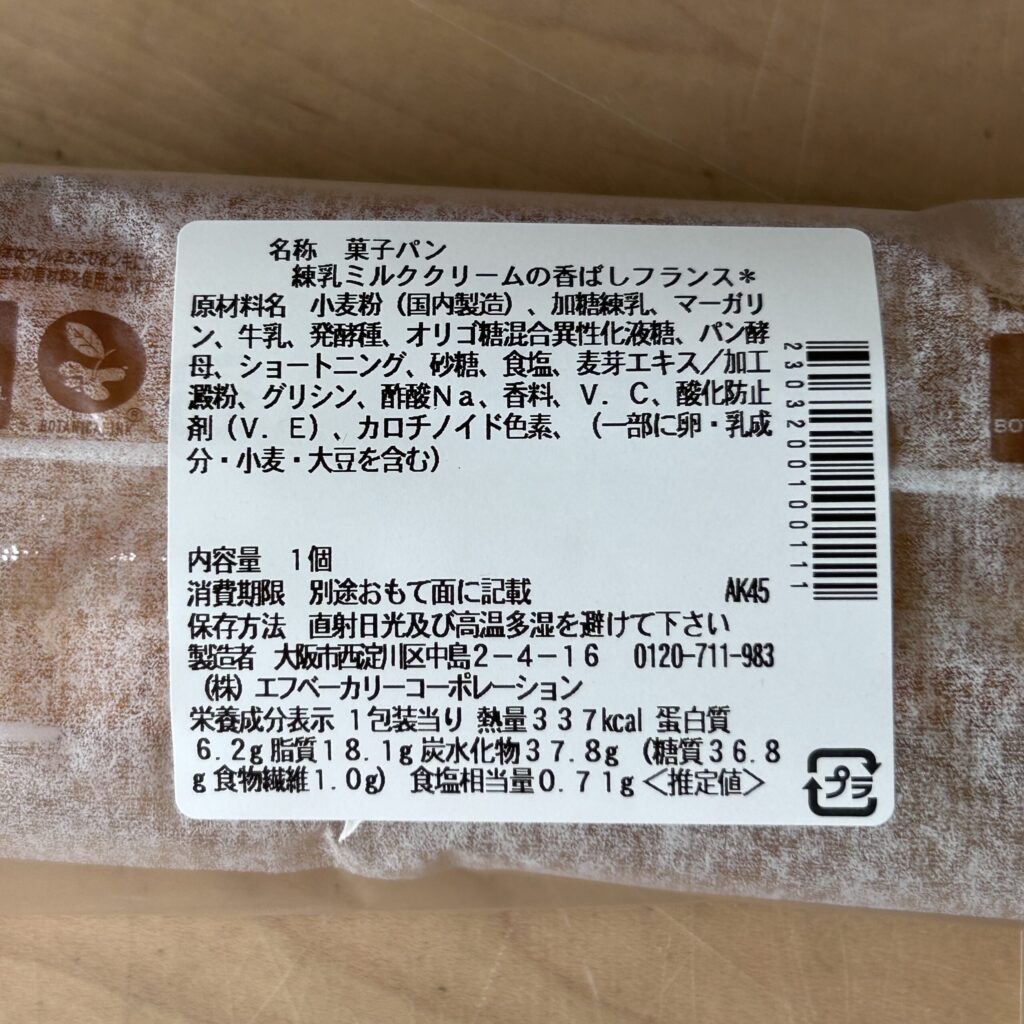 名称 菓子パン
練乳ミルククリームの香ばしフランス*
原材料名 小麦粉(国内製造)、加糖練乳、マーガリ
ン、牛乳、発酵種、オリゴ糖混合異性化液糖、パン酵
母、ショートニング、砂糖、食塩、麦芽エキス/加工
澱粉、グリシン、酢酸Na、香料、V.C、酸化防止
剤(V.E)、カロチノイド色素、(一部に卵・乳成
分・小麦・大豆を含む)
内容量 1個
消費期限 別途おもて面に記載 AK45
保存方法 直射日光及び高温多湿を避けて下さい
製造者 大阪市西淀川区中島2-4-16 0120-711-983
(株)エフベーカリーコーポレーション
栄養成分表示 1包装当り 熱量337kcal 蛋白質
6.2g脂質18.1g炭水化物37.8g (糖質36.8
g食物繊維1.0g) 食塩相当量0.71g<推定値>
2303200100111
プラ
BOTANICAL INK